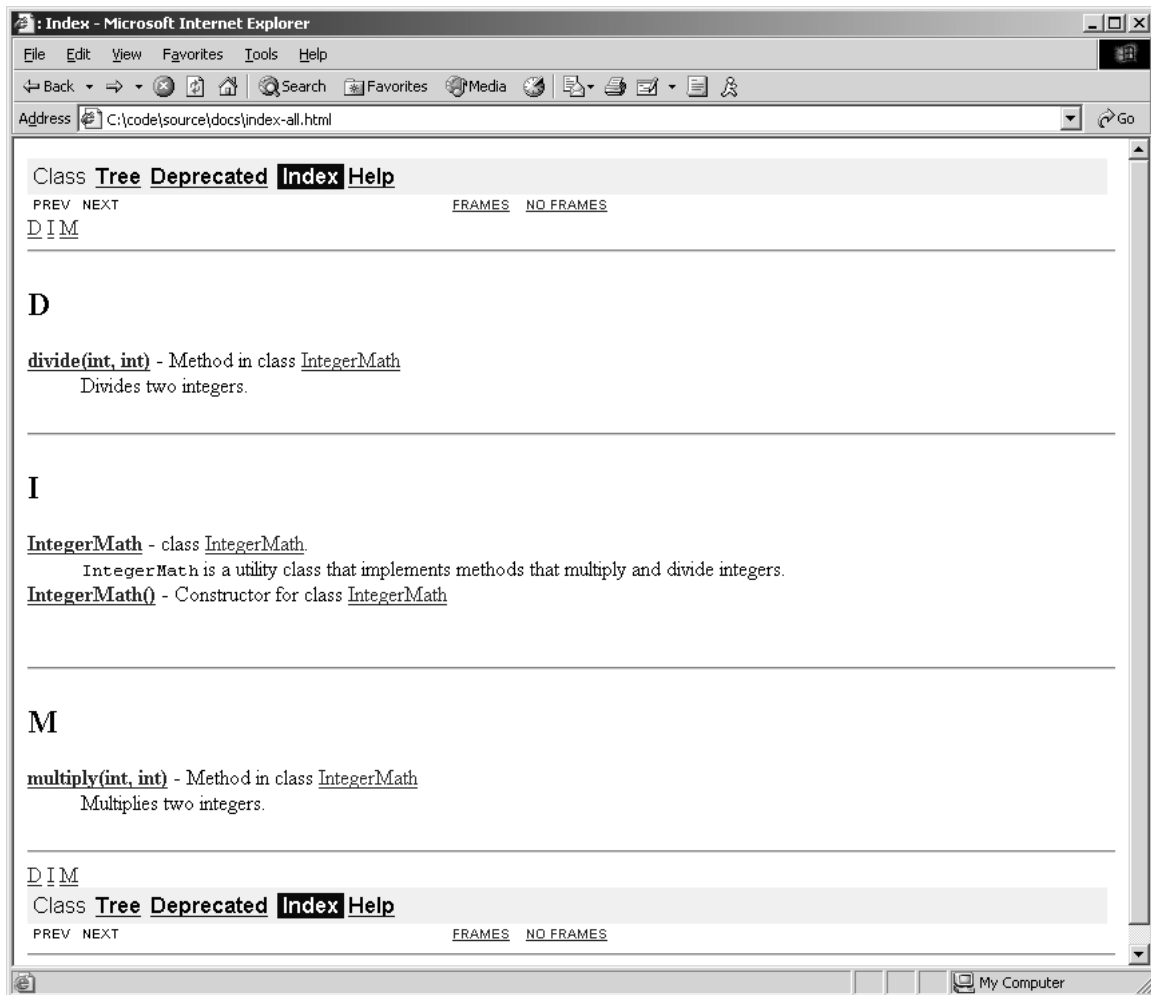 : Index - Microsoft Internet Explorer
File Edit View Favorites Tools Help
Back Search Favorites Media
Address C:\code\source\docs\index-all.html Go
Class Tree Deprecated Index Help
PREV NEXT FRAMES NO FRAMES
D I M
D
divide(int, int) - Method in class IntegerMath
Divides two integers.
I
IntegerMath - class IntegerMath.
IntegerMath is a utility class that implements methods that multiply and divide integers.
IntegerMath() - Constructor for class IntegerMath
M
multiply(int, int) - Method in class IntegerMath
Multiplies two integers.
D I M
Class Tree Deprecated Index Help
PREV NEXT FRAMES NO FRAMES
My Computer